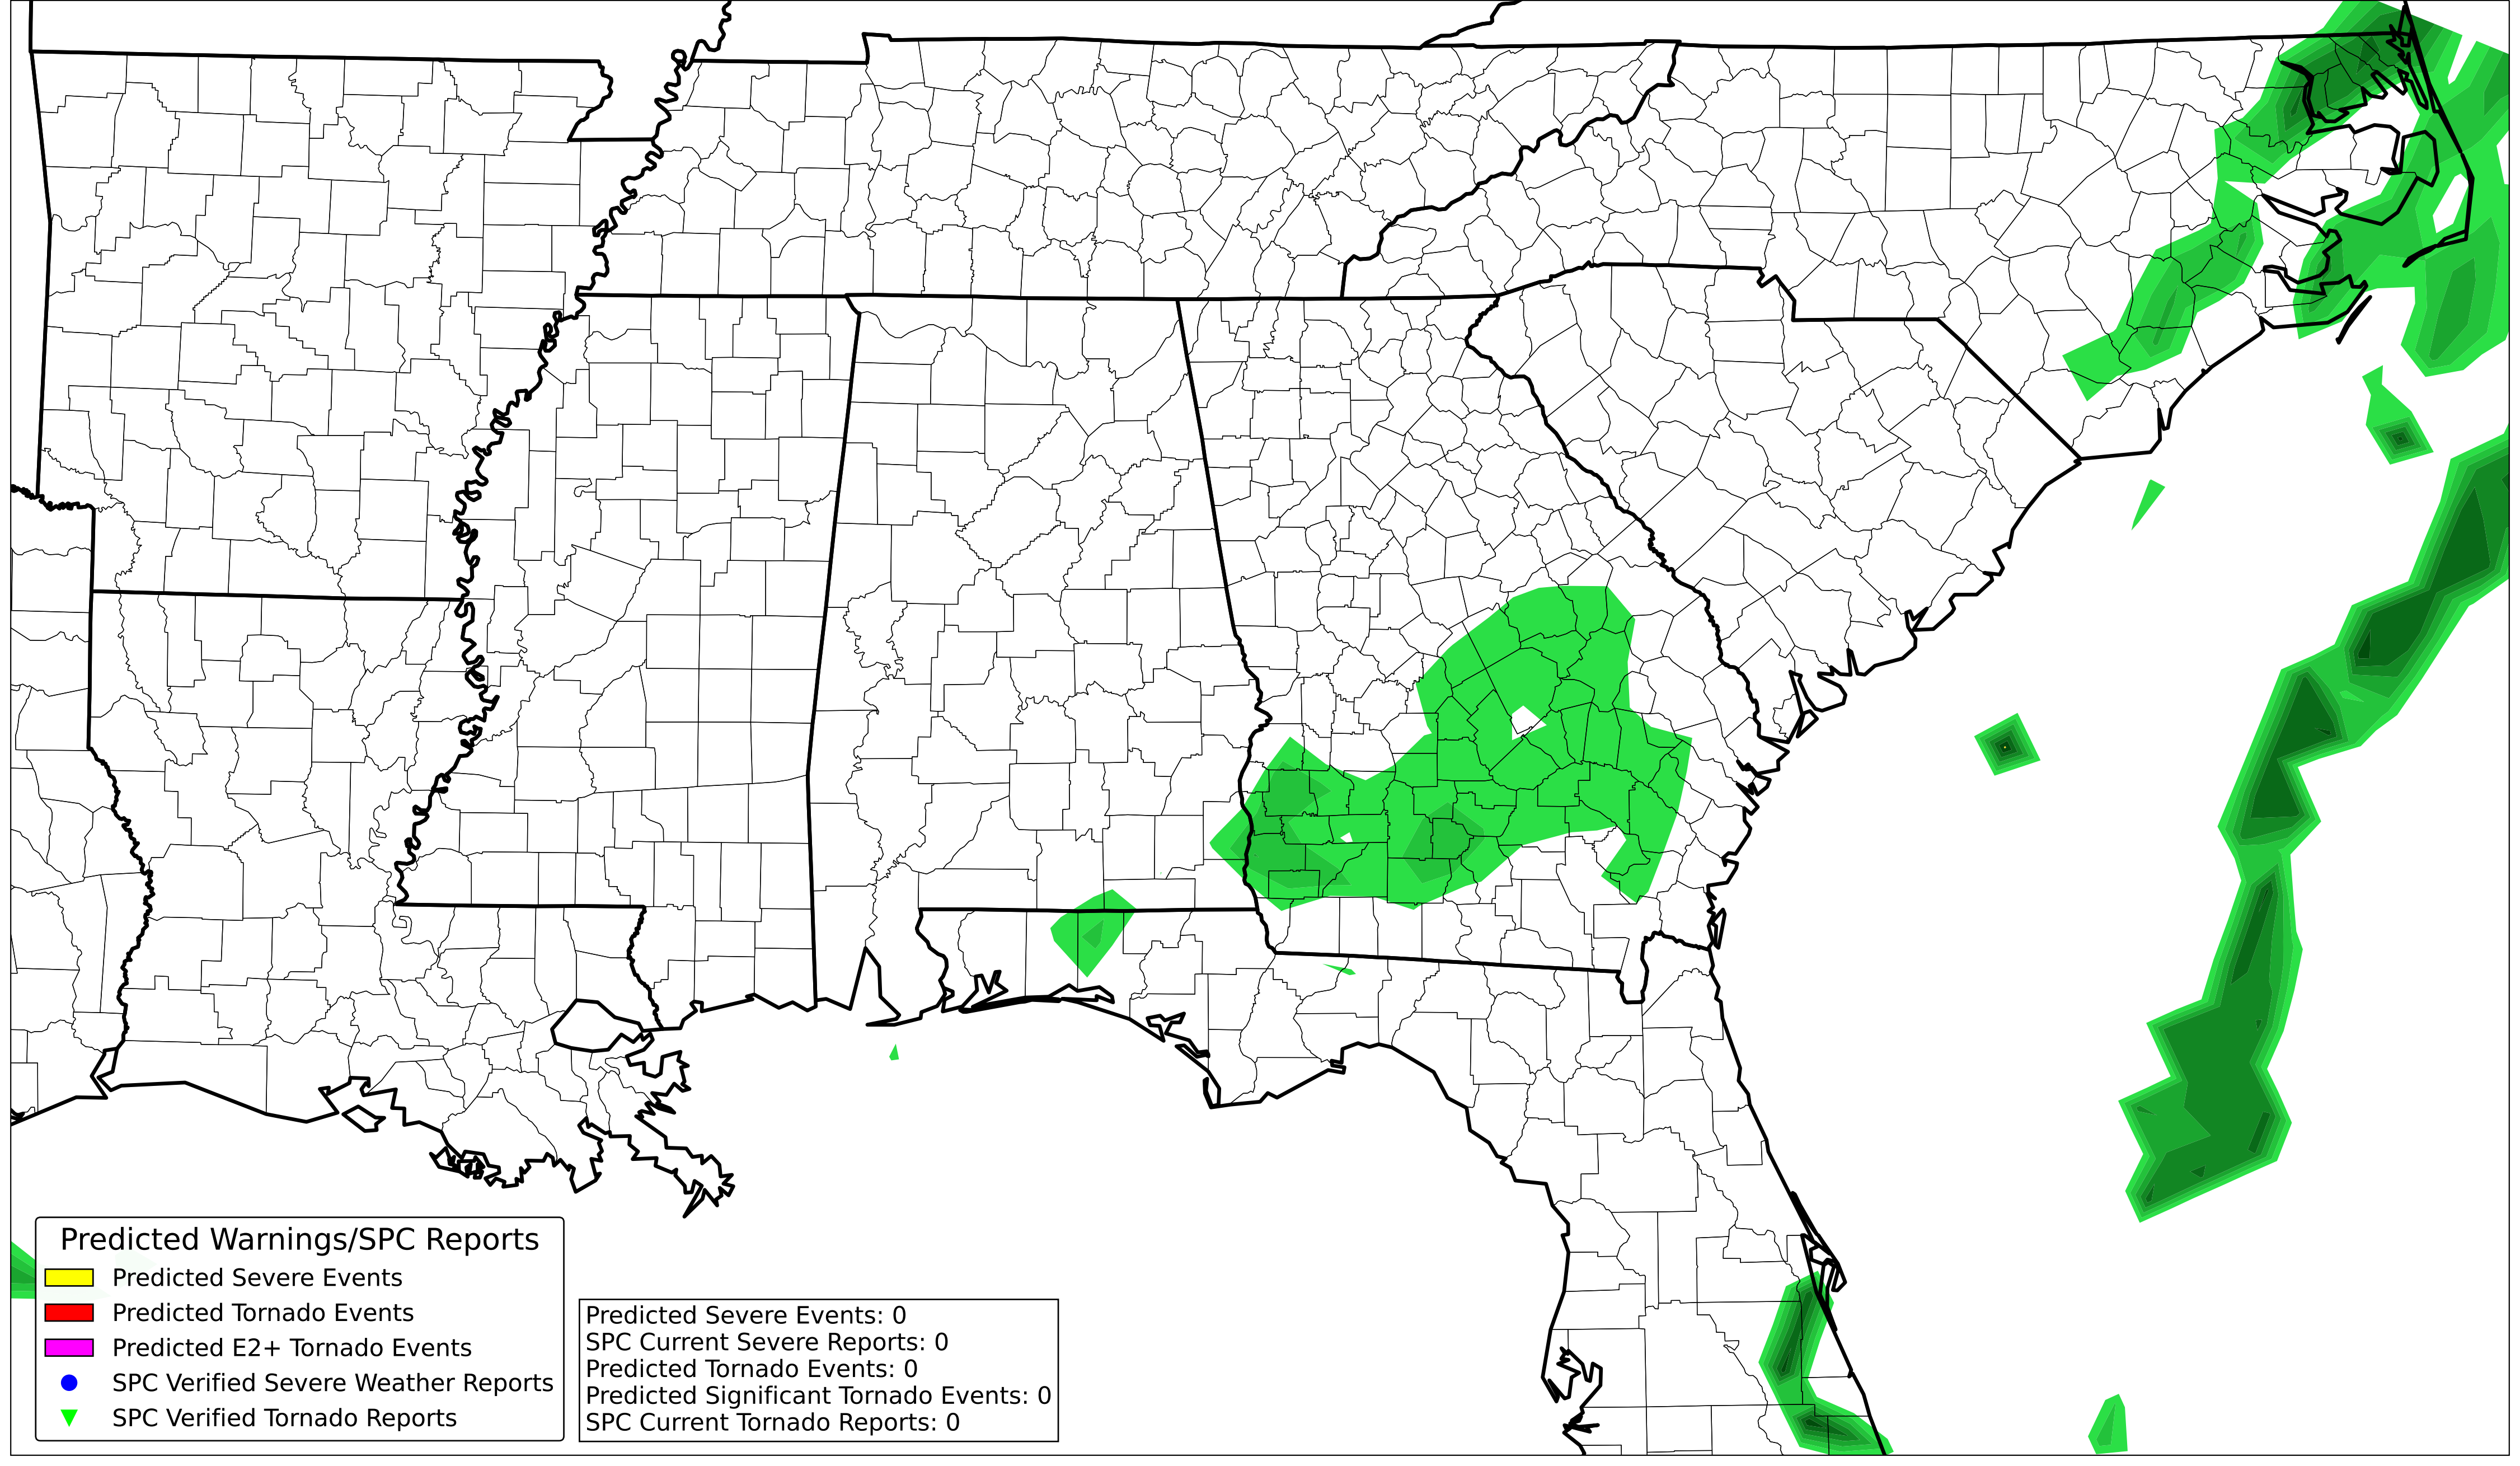 Predicted Warnings/SPC Reports
Predicted Severe Events
Predicted Tornado Events
Predicted E2+ Tornado Events
SPC Verified Severe Weather Reports
SPC Verified Tornado Reports
Predicted Severe Events: 0
SPC Current Severe Reports: 0
Predicted Tornado Events: 0
Predicted Significant Tornado Events: 0
SPC Current Tornado Reports: 0